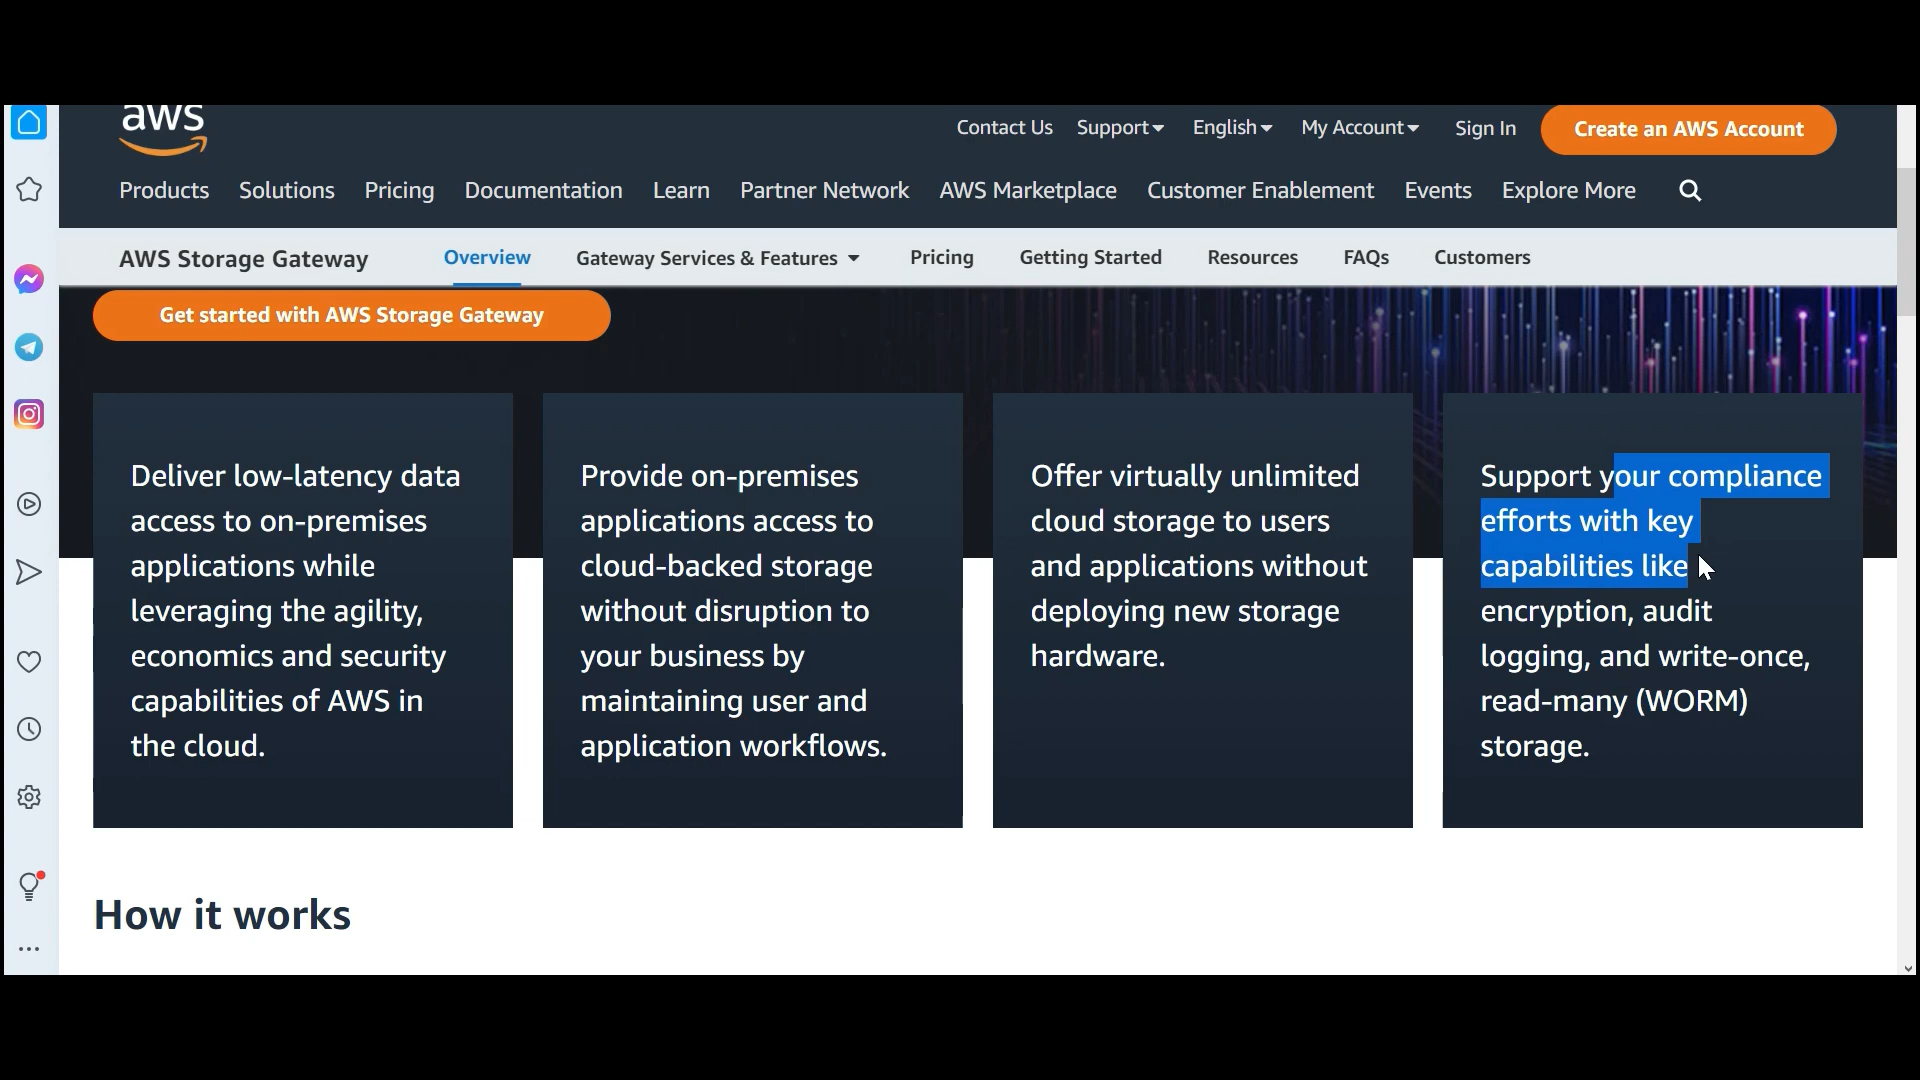 aws
Contact Us Support English My Account Sign In Create an AWS Account
Products Solutions Pricing Documentation Learn Partner Network AWS Marketplace Customer Enablement Events Explore More
AWS Storage Gateway Overview Gateway Services & Features Pricing Getting Started Resources FAQs Customers
Get started with AWS Storage Gateway
Deliver low-latency data
access to on-premises
applications while
leveraging the agility,
economics and security
capabilities of AWS in
the cloud.
Provide on-premises
applications access to
cloud-backed storage
without disruption to
your business by
maintaining user and
application workflows.
Offer virtually unlimited
cloud storage to users
and applications without
deploying new storage
hardware.
Support your compliance
efforts with key
capabilities like
encryption, audit
logging, and write-once,
read-many (WORM)
storage.
How it works